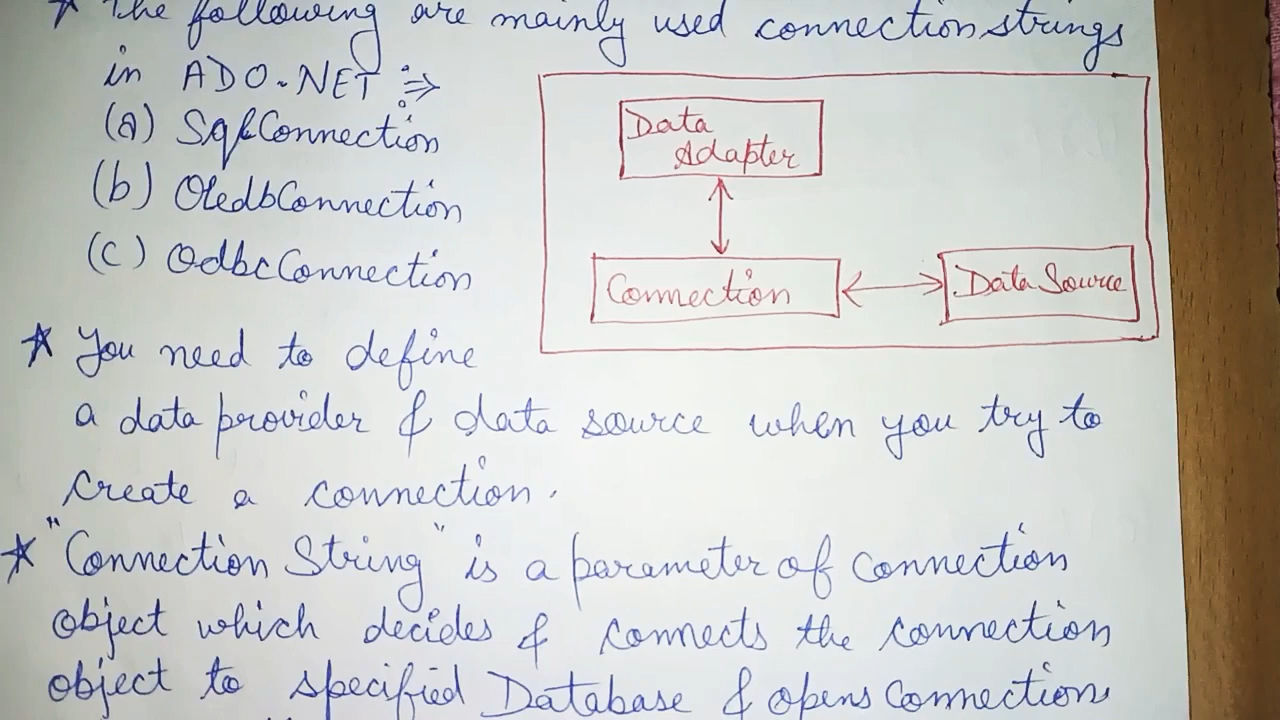 * The following are mainly used connection strings
in ADO.NET :⇒
(a) SqlConnection
(b) OledbConnection
(c) OdbcConnection
Data
Adapter
Connection
Data Source
* You need to define
a data provider & data source when you try to
create a connection.
* "Connection String" is a parameter of connection
object which decides & connects the connection
object to specified Database & opens connection